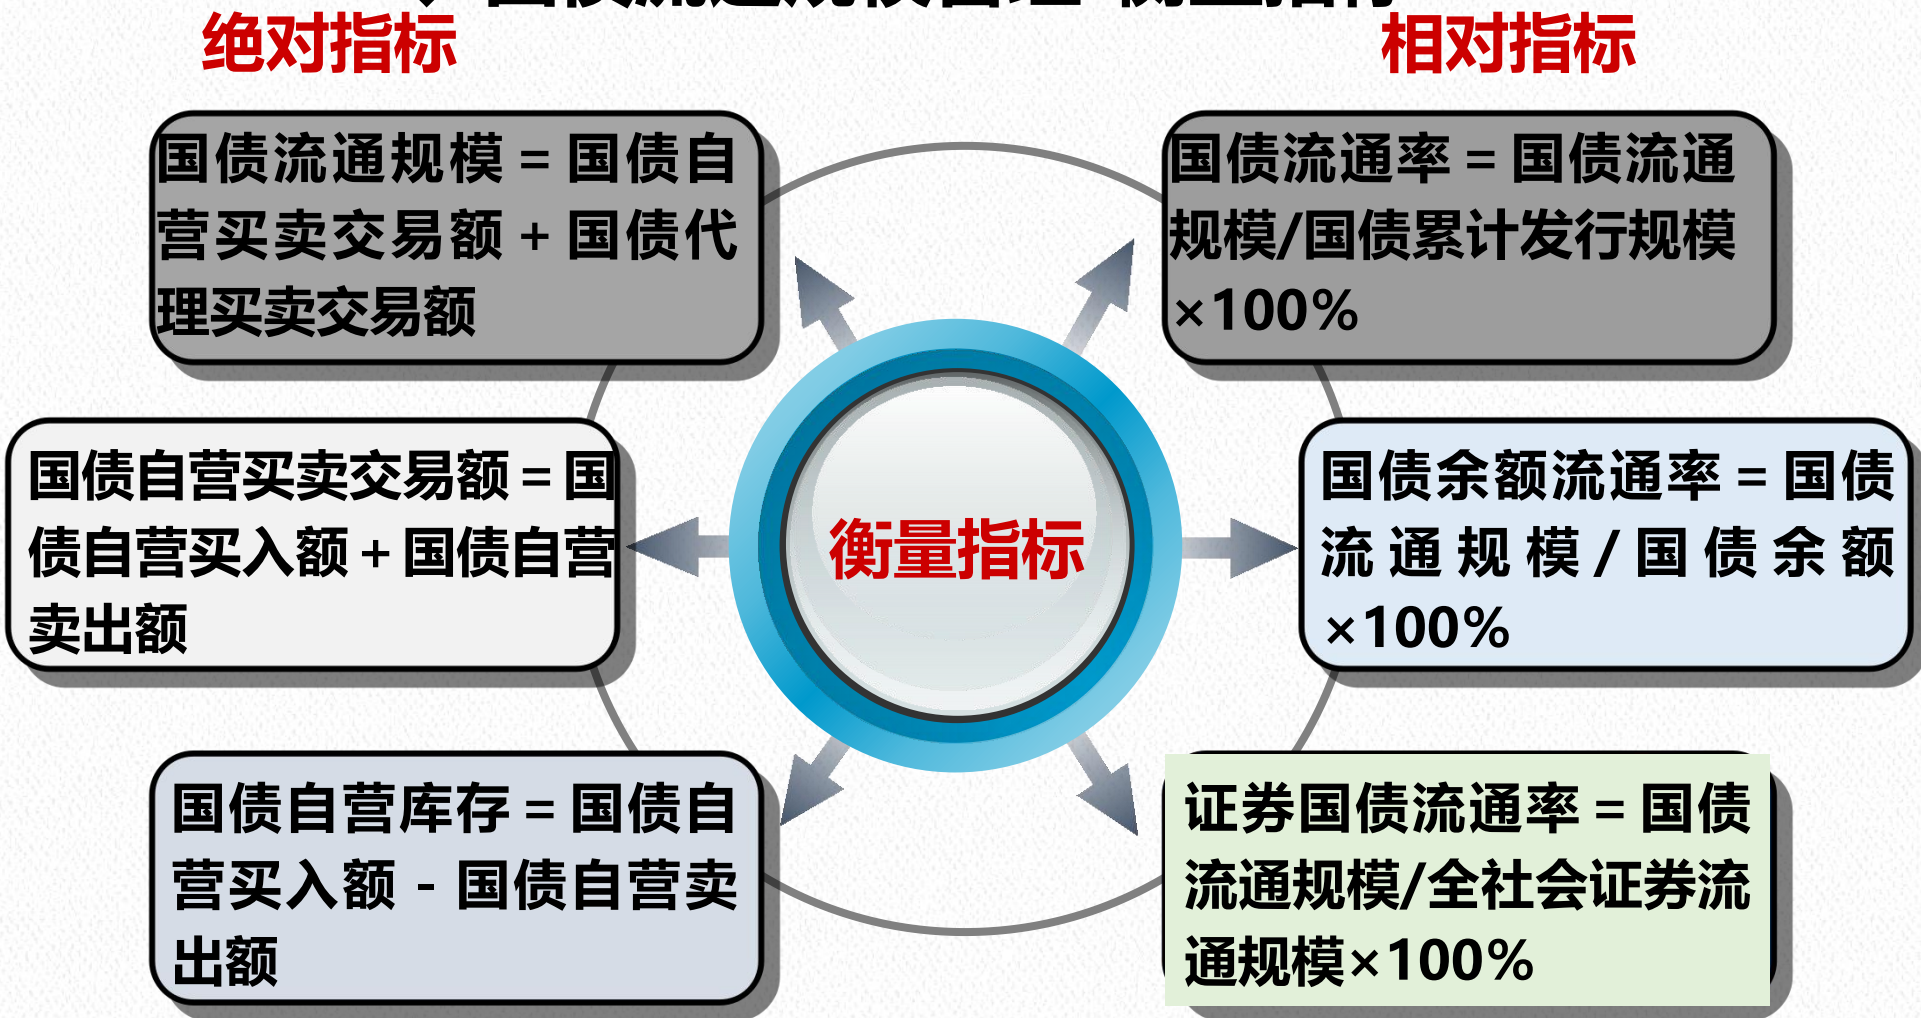 绝对指标
相对指标
国债流通规模=国债自
营买卖交易额+国债代
理买卖交易额
国债流通率=国债流通
规模/国债累计发行规模
×100%
国债自营买卖交易额=国
债自营买入额+国债自营
卖出额
衡量指标
国债余额流通率=国债
流通规模/国债余额
×100%
国债自营库存=国债自
营买入额-国债自营卖
出额
证券国债流通率=国债
流通规模/全社会证券流
通规模×100%